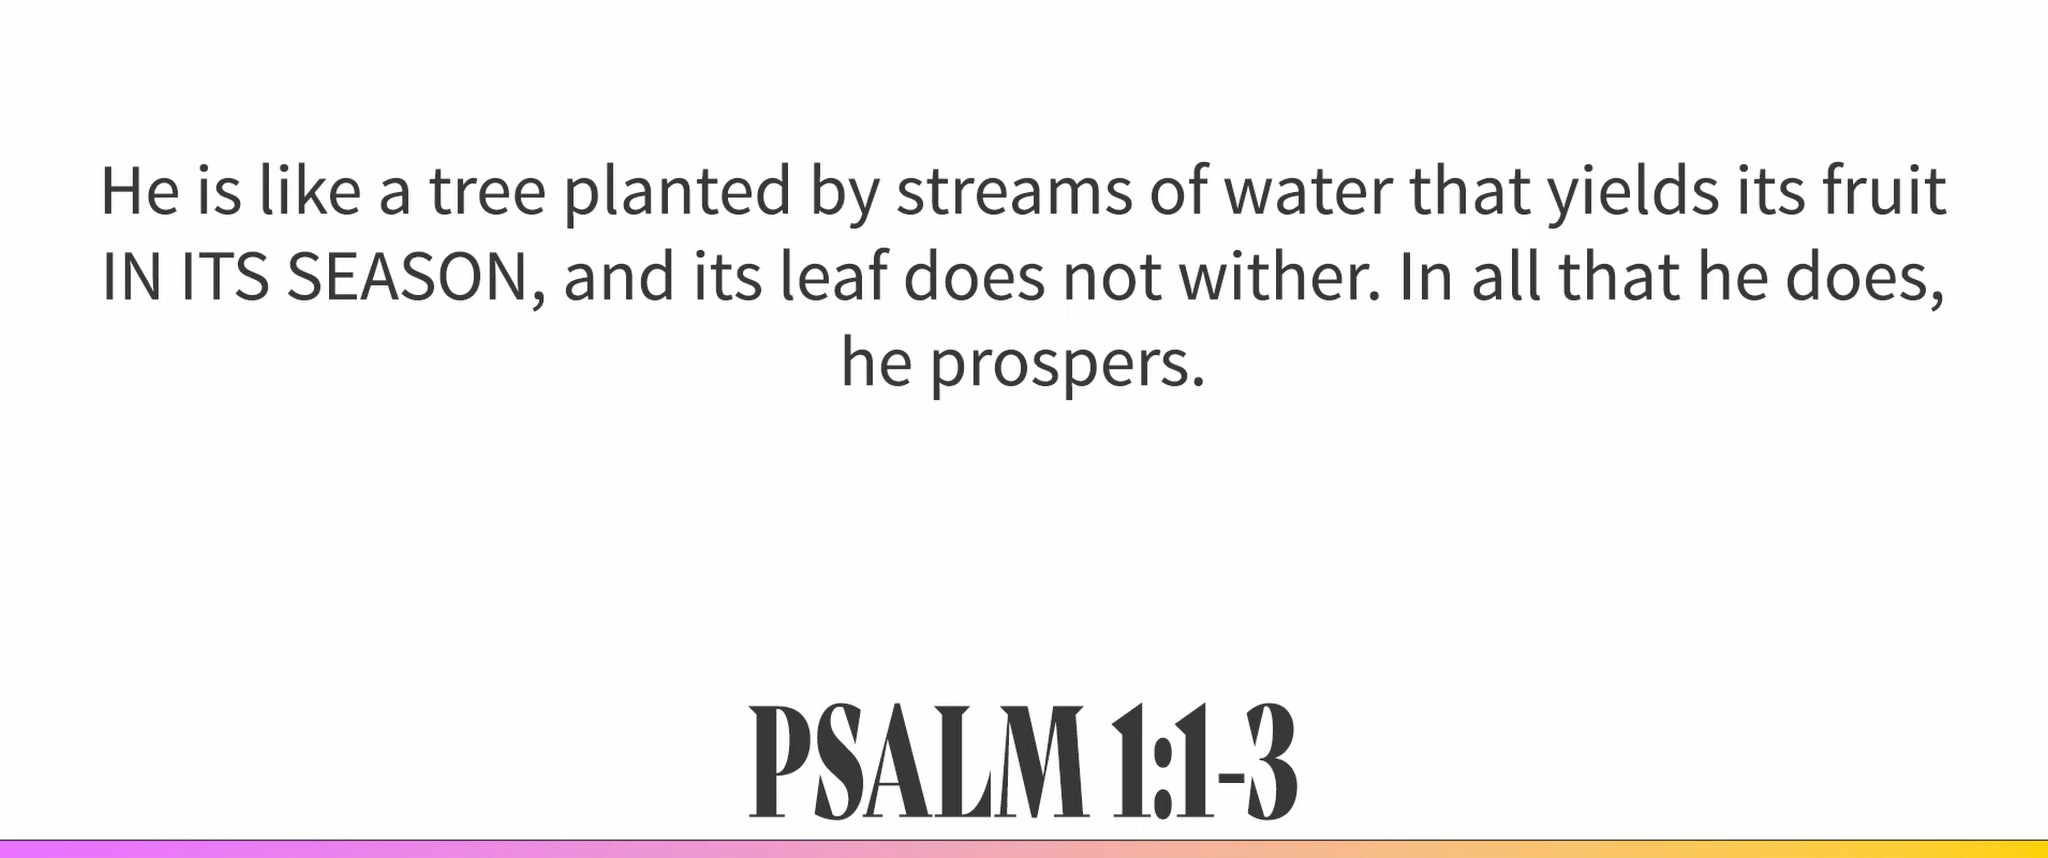 He is like a tree planted by streams of water that yields its fruit
IN ITS SEASON, and its leaf does not wither. In all that he does,
he prospers.
PSALM 1:1-3